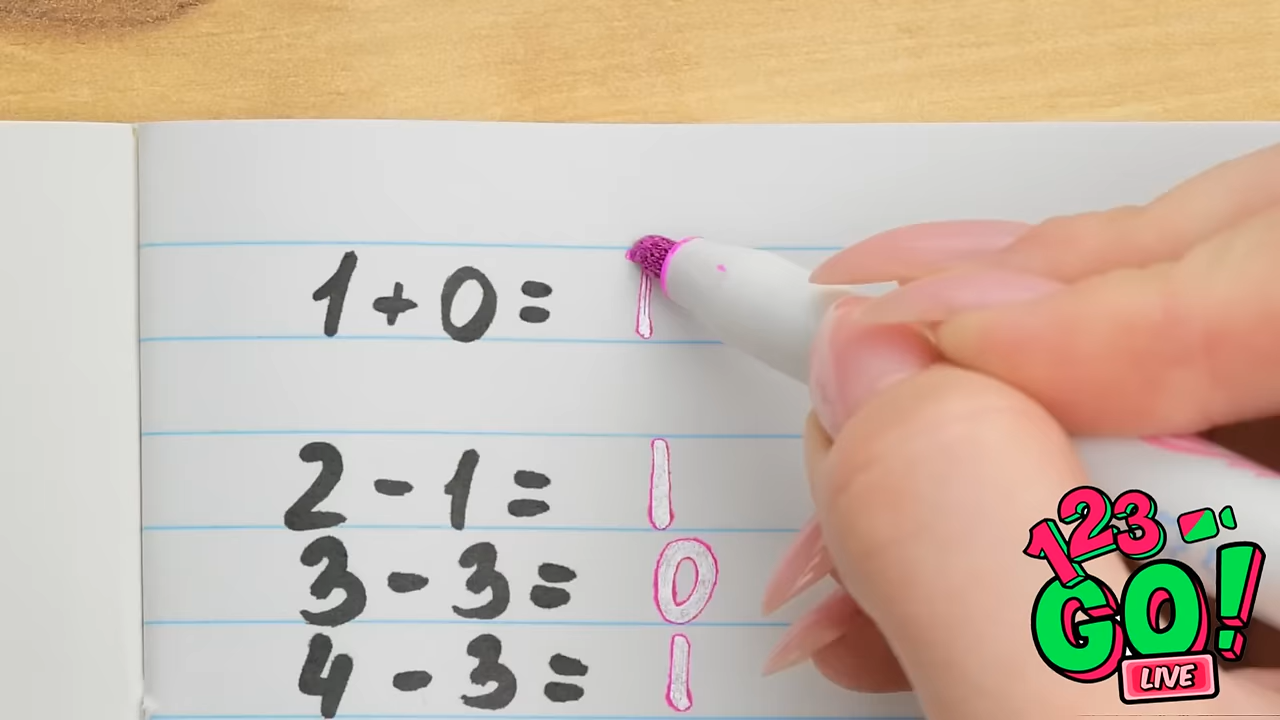 1+0= 1
2-1= 1
3-3= 0
4-3= 1
123
GO!
LIVE